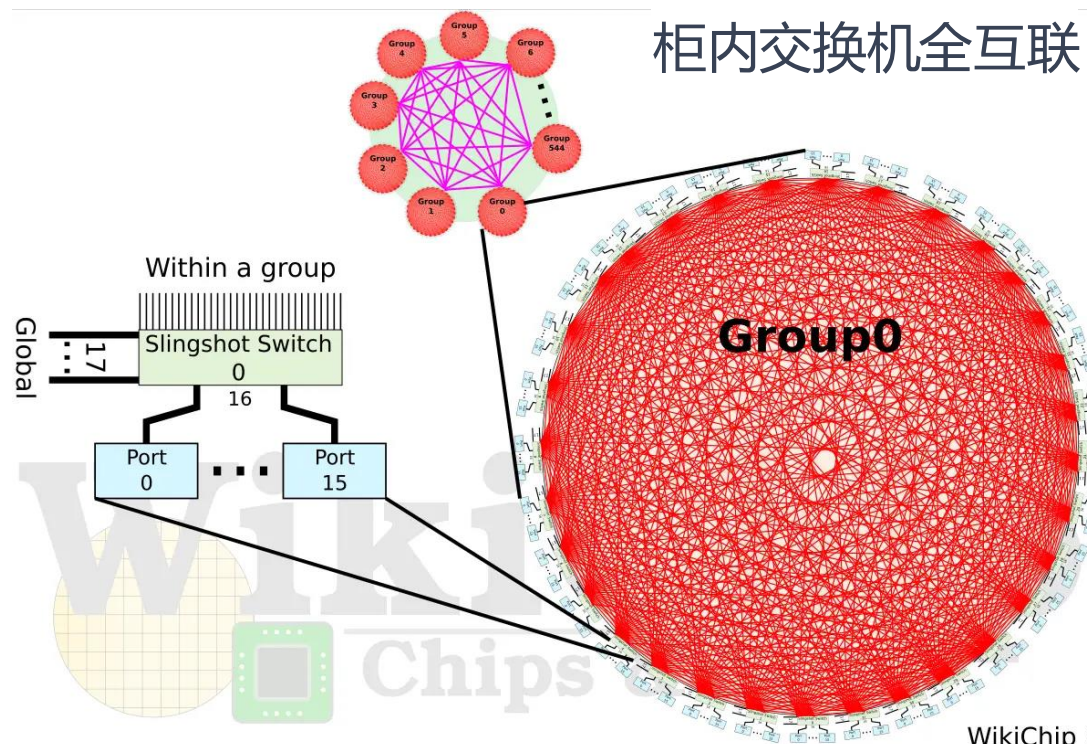 柜内交换机全互联
Group
5
Group
4
Group
6
Group
3
Group
544
Group
2
Group
1
Group
0
Within a group
Global
17
Slingshot Switch
0
16
Port
0
Port
15
Group0
Wiki
Chips &
WikiChip